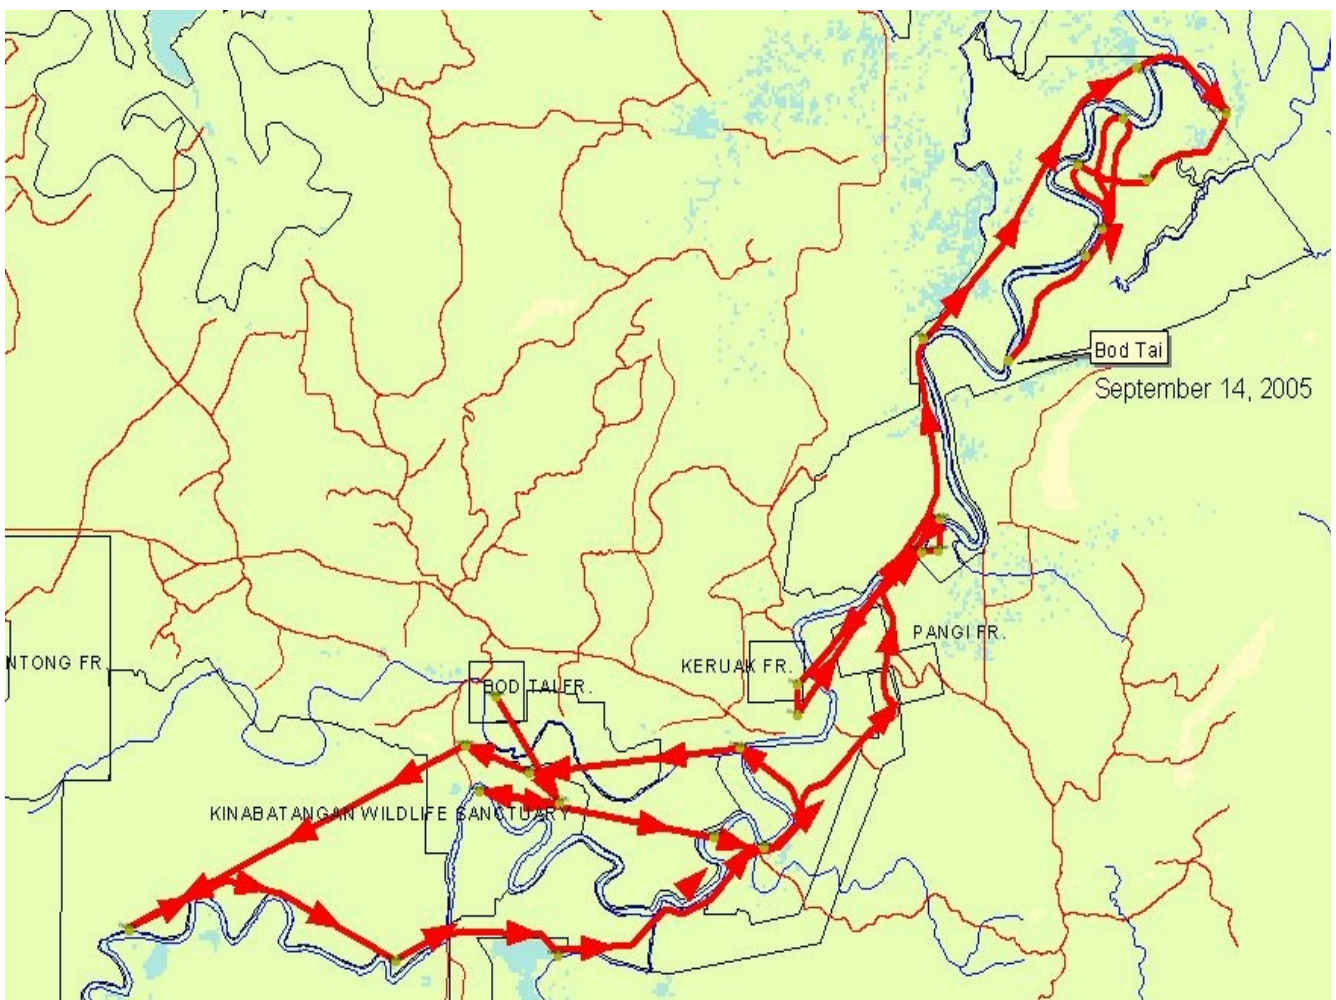 Bod Tai
September 14, 2005
PANGI FR.
NTONG FR.
KERUAK FR.
BOD TAI FR.
KINABATANGAN WILDLIFE SANCTUARY